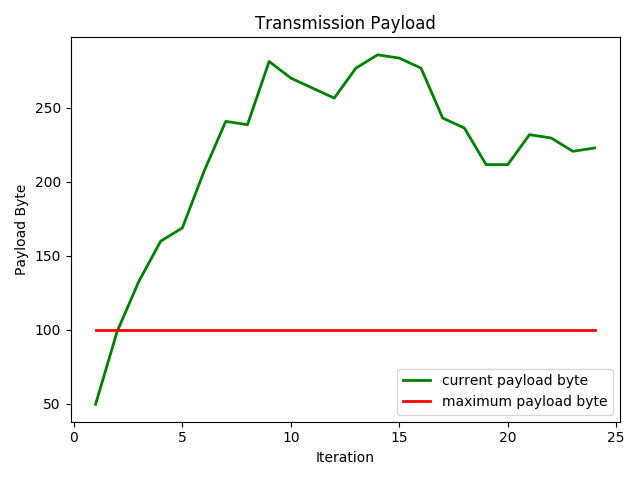 Transmission Payload
Payload Byte
250
200
150
100
50
0
5
10
15
20
25
Iteration
current payload byte
maximum payload byte